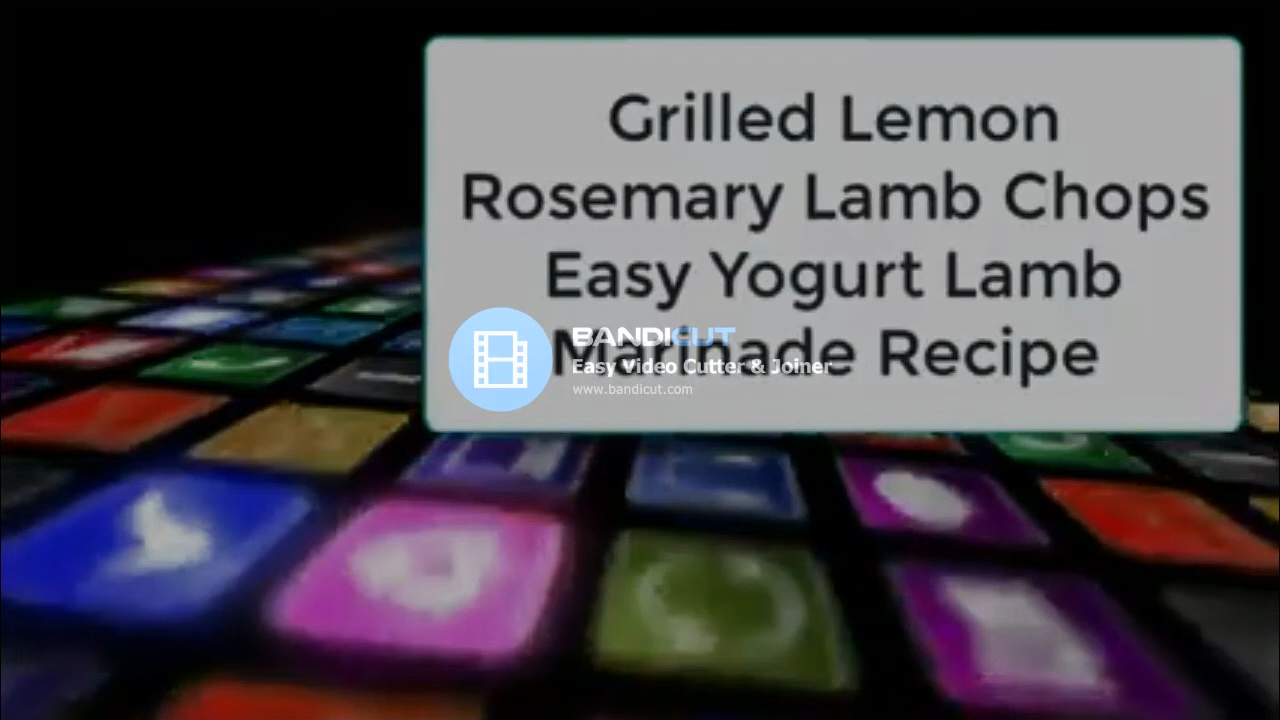 Grilled Lemon
Rosemary Lamb Chops
Easy Yogurt Lamb
Marinade Recipe
BANDICUT
Easy Video Cutter & Joiner
www.bandicut.com